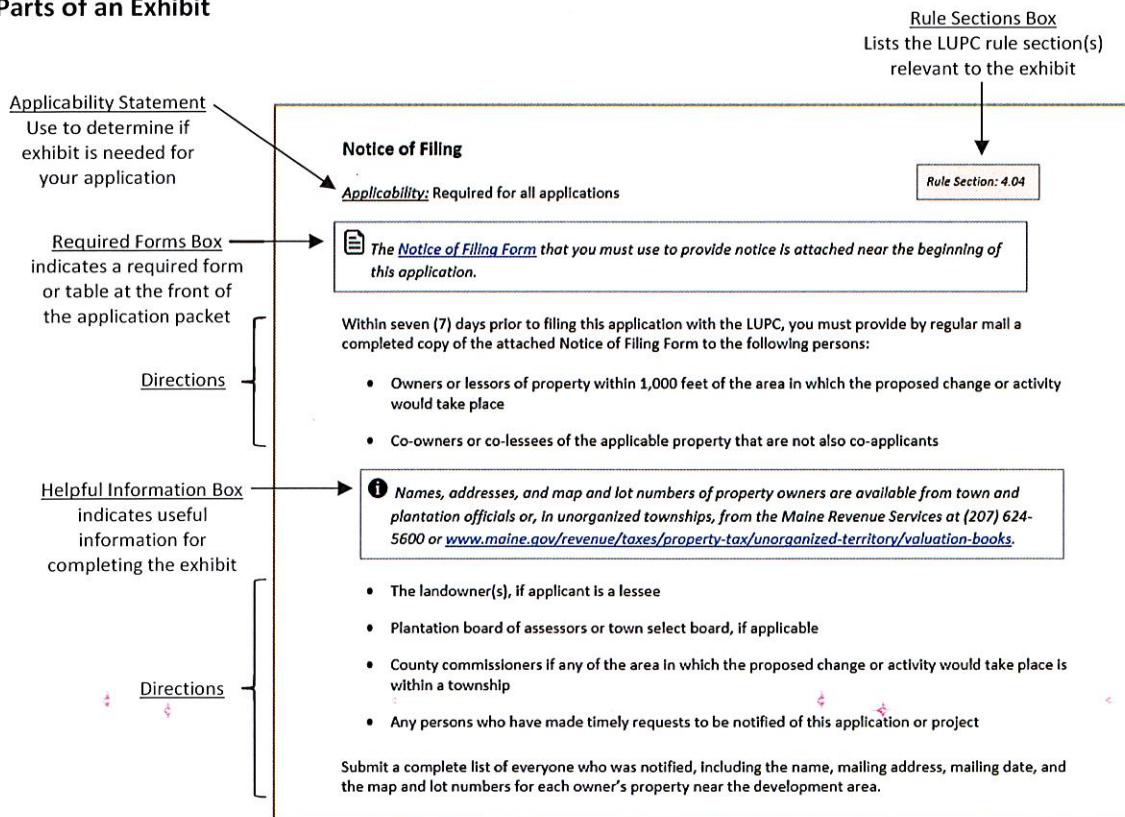 Parts of an Exhibit
Rule Sections Box
Lists the LUPC rule section(s)
relevant to the exhibit
Applicability Statement
Use to determine if
exhibit is needed for
your application
Notice of Filing
Applicability: Required for all applications
Rule Section: 4.04
Required Forms Box
indicates a required form
or table at the front of
the application packet
The Notice of Filing Form that you must use to provide notice is attached near the beginning of
this application.
Directions
Within seven (7) days prior to filing this application with the LUPC, you must provide by regular mail a
completed copy of the attached Notice of Filing Form to the following persons:
• Owners or lessors of property within 1,000 feet of the area in which the proposed change or activity
would take place
• Co-owners or co-lessees of the applicable property that are not also co-applicants
Helpful Information Box
indicates useful
information for
completing the exhibit
Names, addresses, and map and lot numbers of property owners are available from town and
plantation officials or, in unorganized townships, from the Maine Revenue Services at (207) 624-
5600 or www.maine.gov/revenue/taxes/property-tax/unorganized-territory/valuation-books.
Directions
• The landowner(s), if applicant is a lessee
• Plantation board of assessors or town select board, if applicable
• County commissioners if any of the area in which the proposed change or activity would take place is
within a township
• Any persons who have made timely requests to be notified of this application or project
Submit a complete list of everyone who was notified, including the name, mailing address, mailing date, and
the map and lot numbers for each owner's property near the development area.